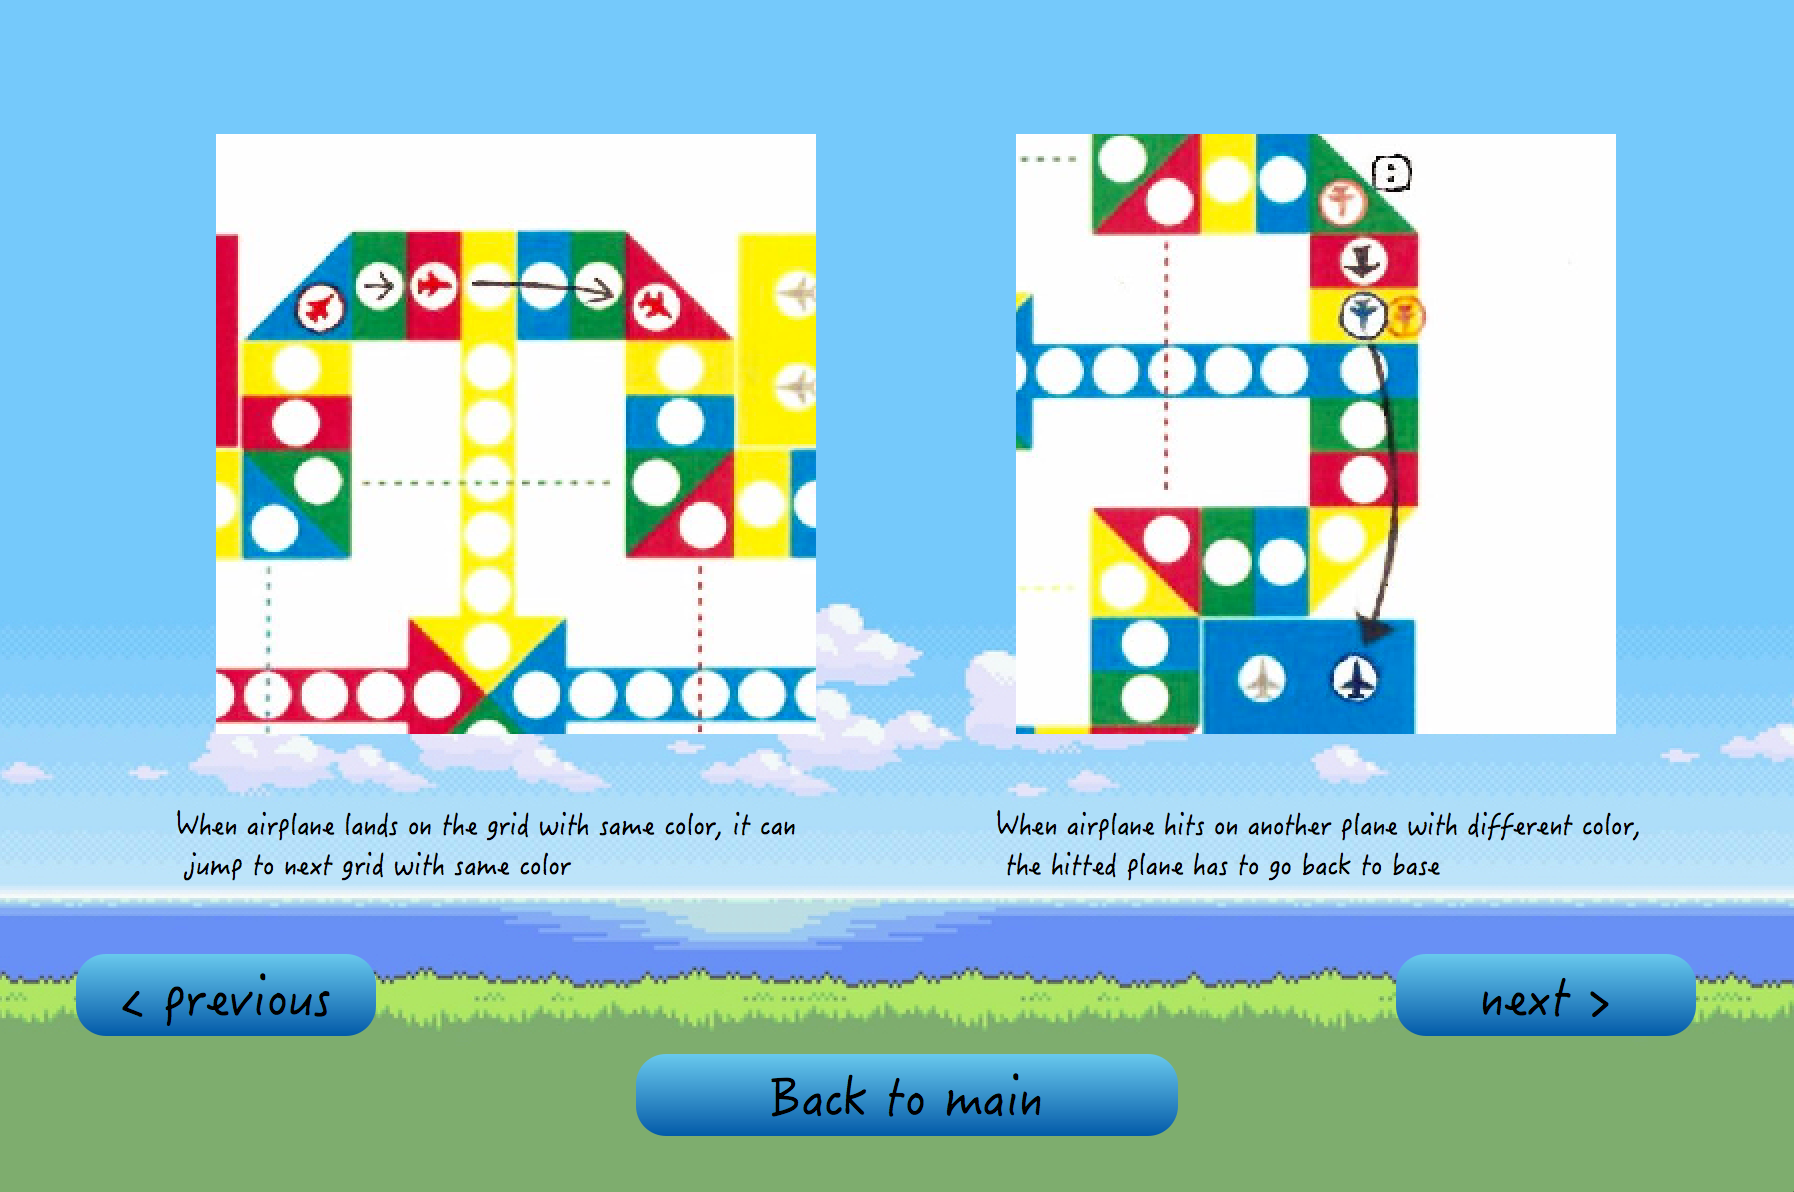 When airplane lands on the grid with same color, it can
jump to next grid with same color
When airplane hits on another plane with different color,
the hitted plane has to go back to base
< previous
next >
Back to main